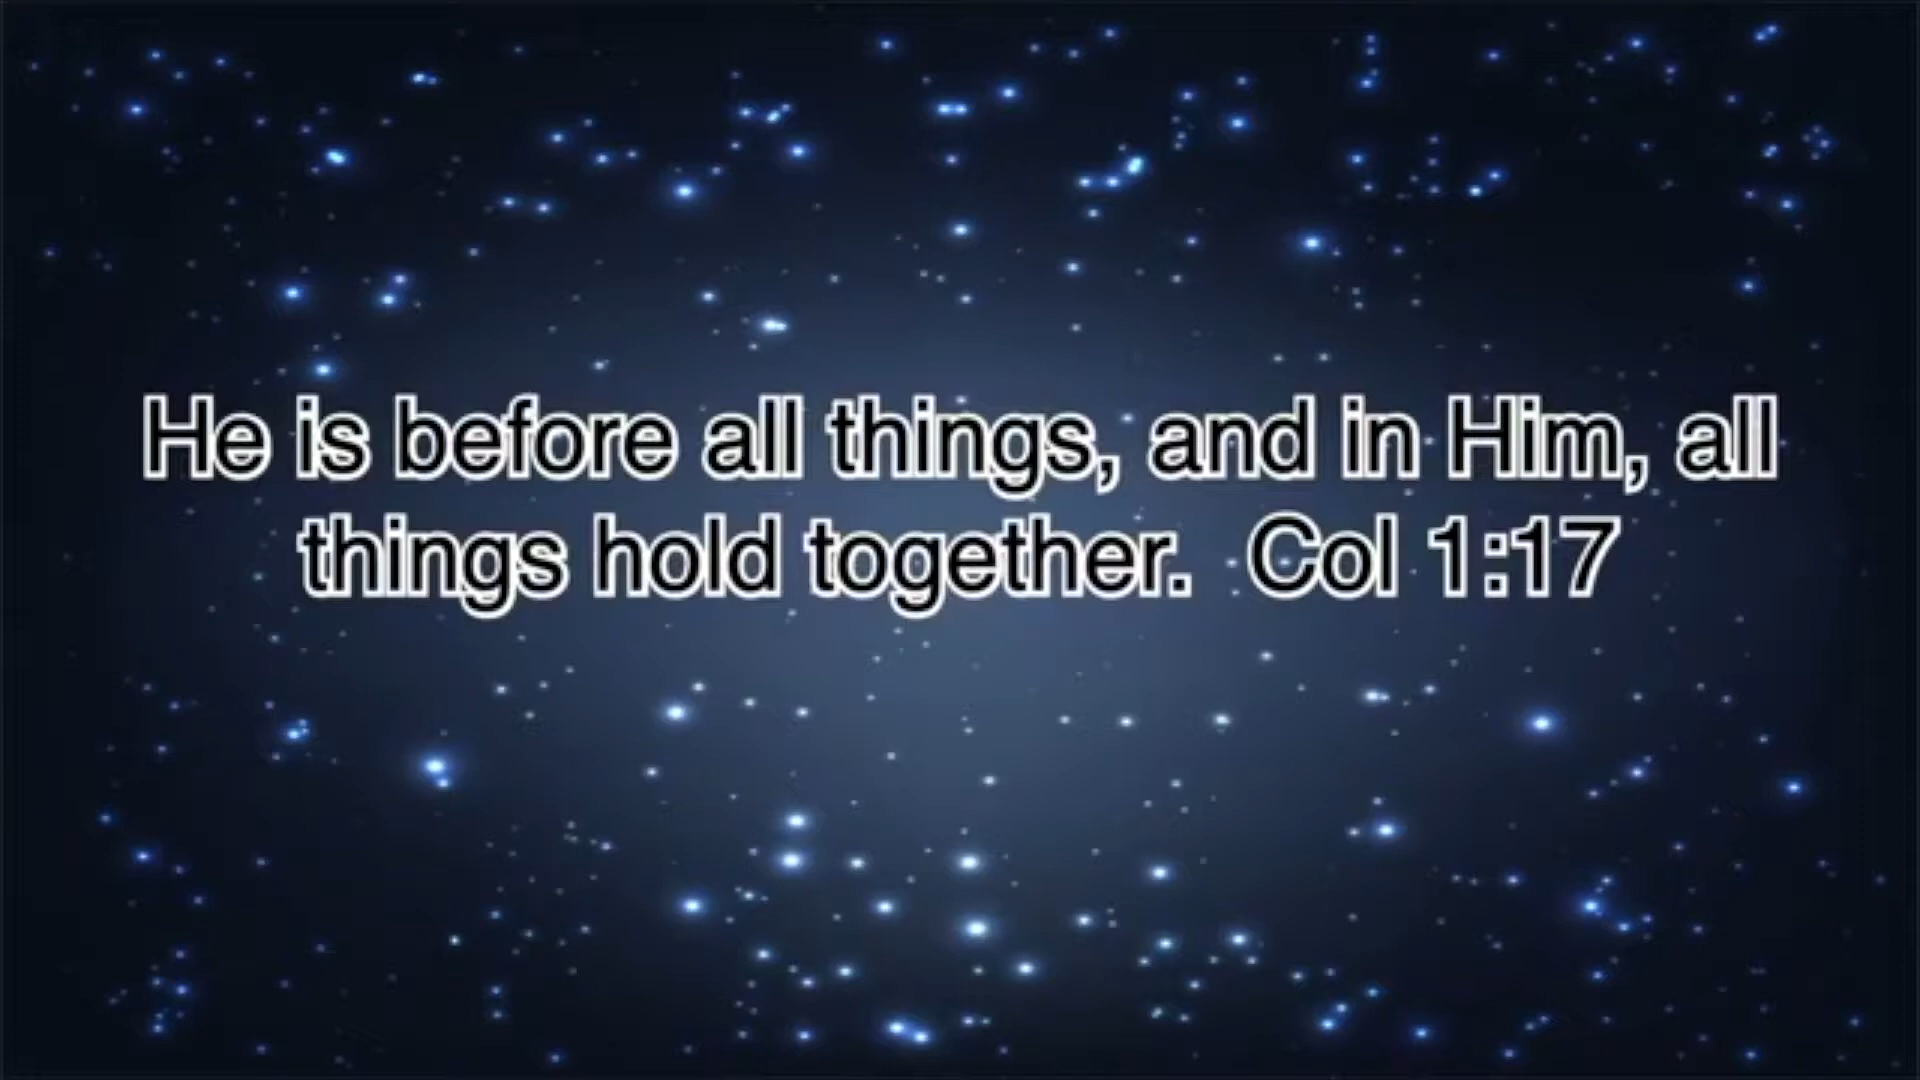 He is before all things, and in Him, all
things hold together.  Col 1:17